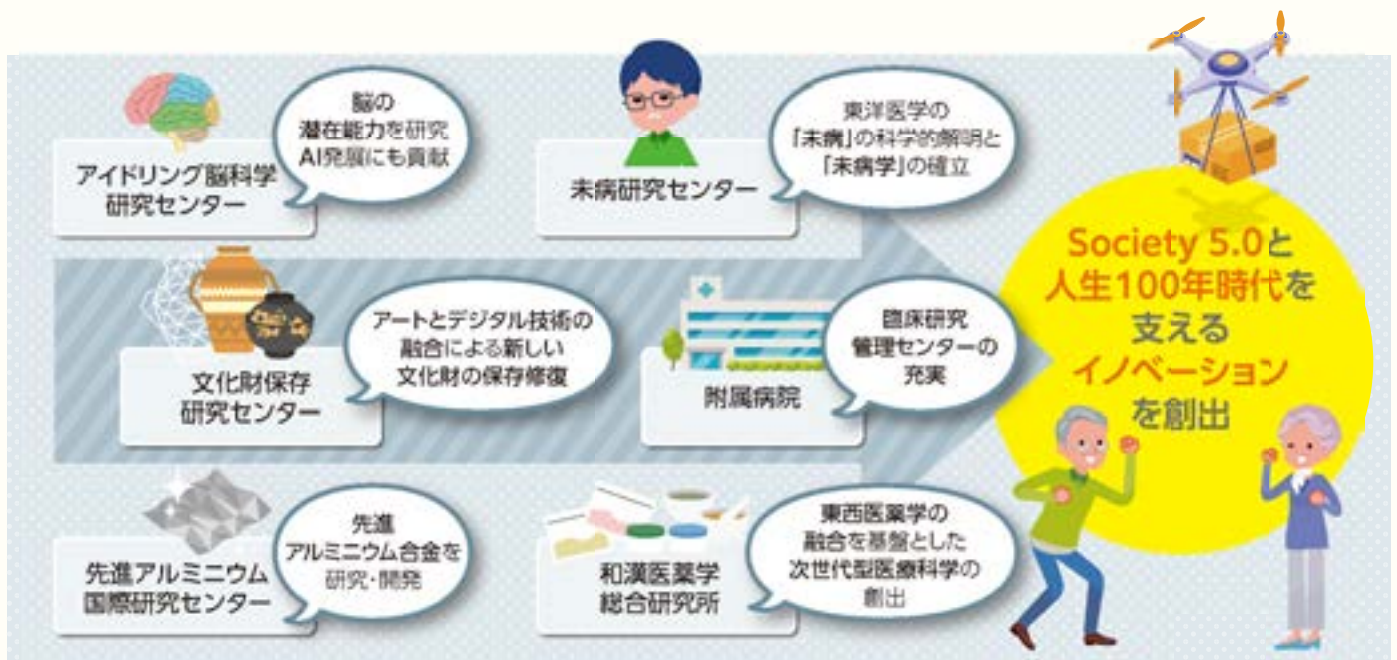 脳の
潜在能力を研究
AI発展にも貢献
アイドリング脳科学
研究センター
東洋医学の
「未病」の科学的解明と
「未病学」の確立
未病研究センター
アートとデジタル技術の
融合による新しい
文化財の保存修復
文化財保存
研究センター
臨床研究
管理センターの
充実
附属病院
先進
アルミニウム合金を
研究・開発
先進アルミニウム
国際研究センター
東西医薬学の
融合を基盤とした
次世代型医療科学の
創出
和漢医薬学
総合研究所
Society 5.0と
人生100年時代を
支える
イノベーション
を創出